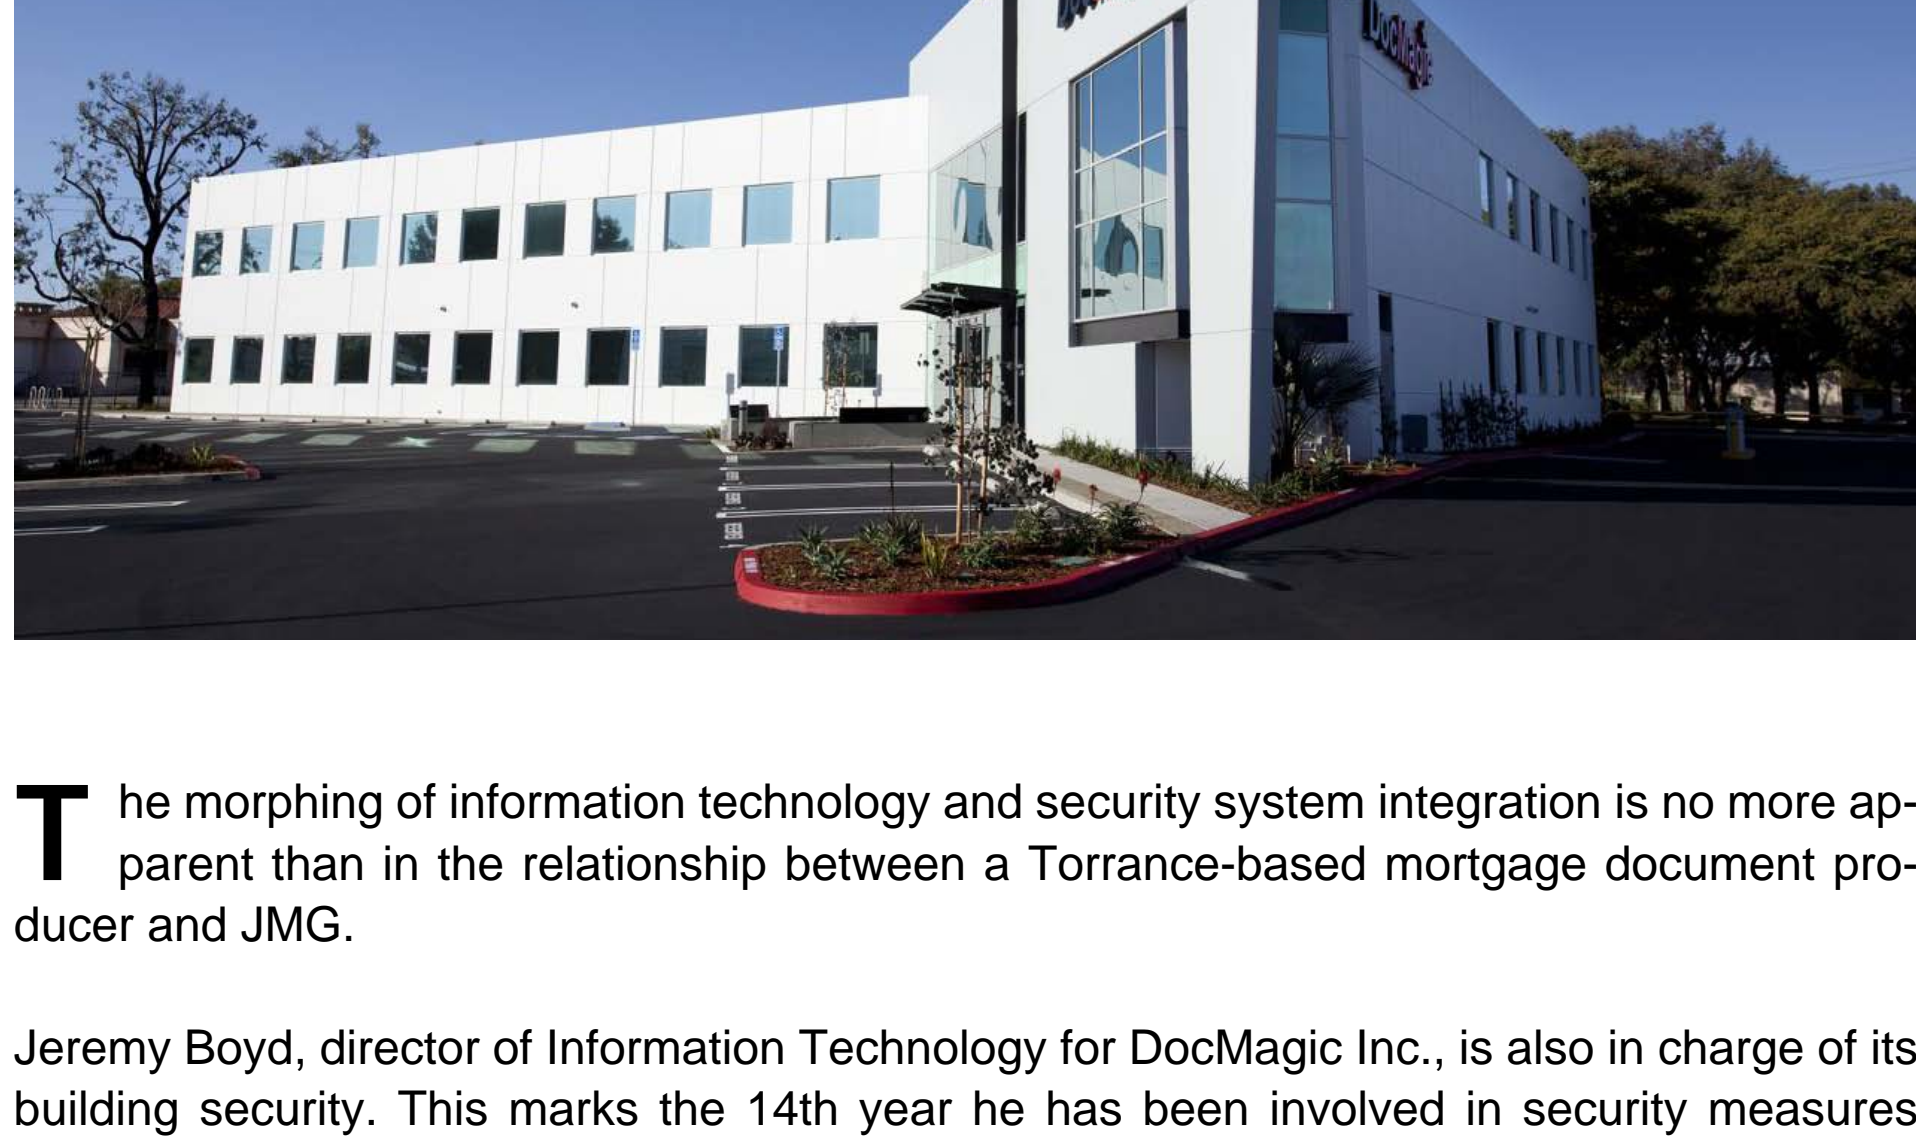 DocMagic
The morphing of information technology and security system integration is no more ap-
parent than in the relationship between a Torrance-based mortgage document pro-
ducer and JMG.
Jeremy Boyd, director of Information Technology for DocMagic Inc., is also in charge of its
building security. This marks the 14th year he has been involved in security measures